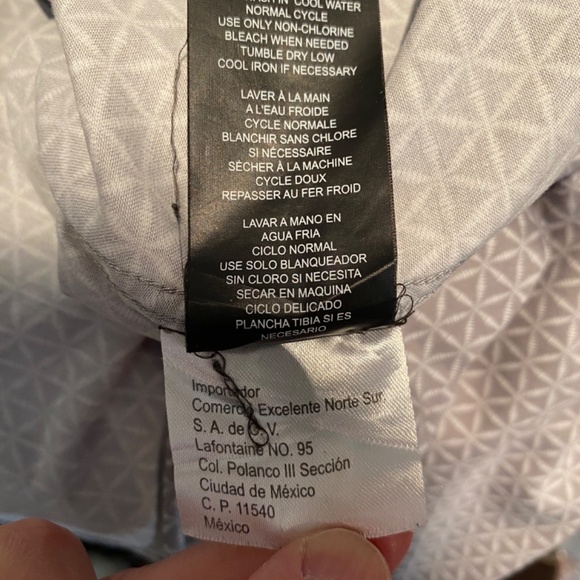 COOL WATER
NORMAL CYCLE
USE ONLY NON-CHLORINE
BLEACH WHEN NEEDED
TUMBLE DRY LOW
COOL IRON IF NECESSARY
LAVER À LA MAIN
A L'EAU FROIDE
CYCLE NORMALE
BLANCHIR SANS CHLORE
SI NÉCESSAIRE
SÉCHER À LA MACHINE
CYCLE DOUX
REPASSER AU FER FROID
LAVAR A MANO EN
AGUA FRIA
CICLO NORMAL
USE SOLO BLANQUEADOR
SIN CLORO SI NECESITA
SECAR EN MAQUINA
CICLO DELICADO
PLANCHA TIBIA SI ES
NECESARIO
Importador
Comercio Excelente Norte Sur
S. A. de C.V.
Lafontaine NO. 95
Col. Polanco III Sección
Ciudad de México
C. P. 11540
México